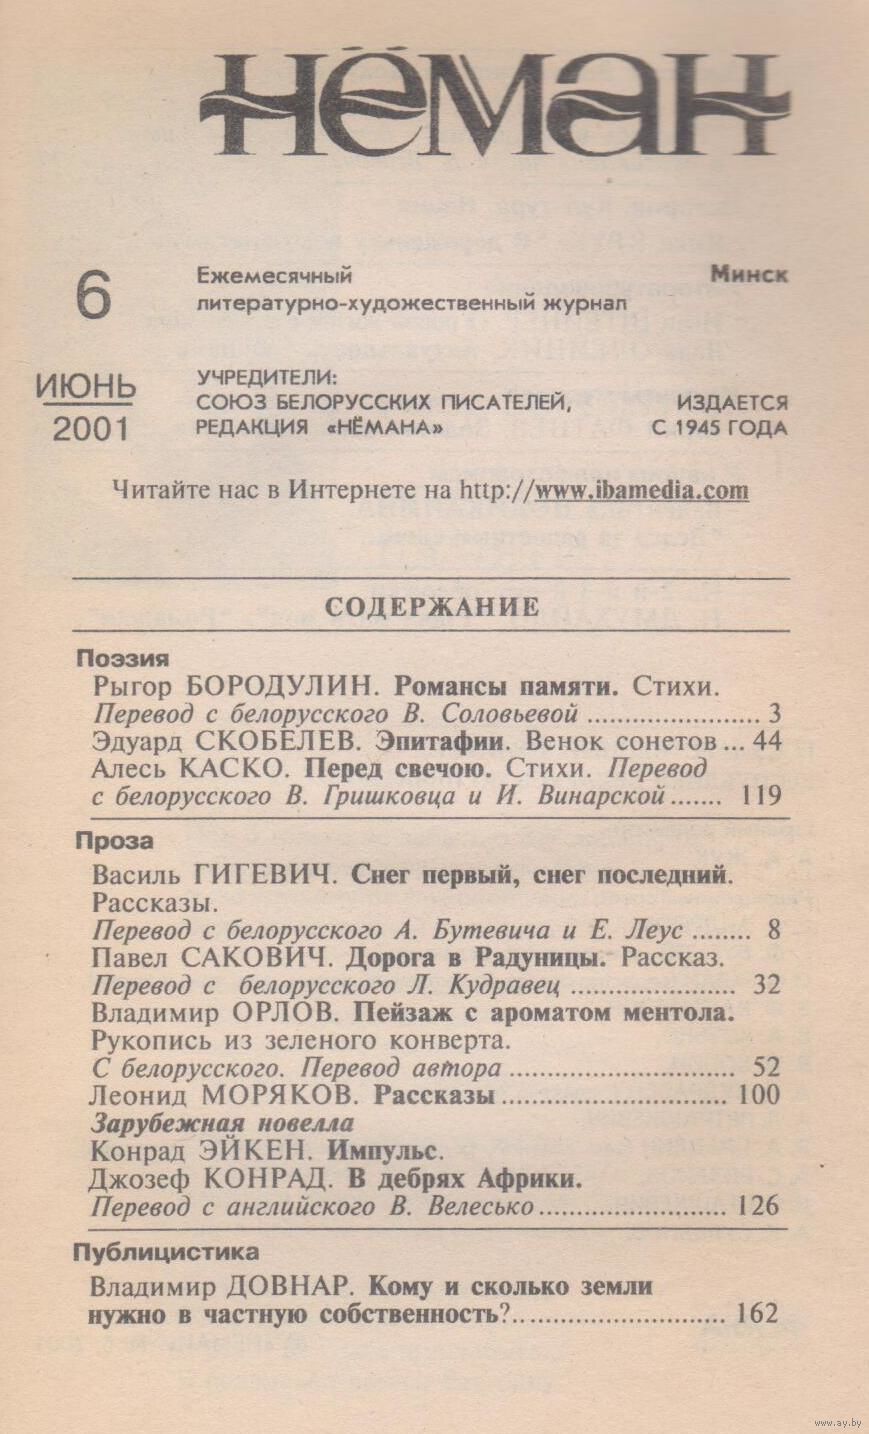 НЁМАН
6
Ежемесячный
литературно-художественный журнал
Минск
ИЮНЬ
2001
УЧРЕДИТЕЛИ:
СОЮЗ БЕЛОРУССКИХ ПИСАТЕЛЕЙ,
РЕДАКЦИЯ «НЁМАНА»
ИЗДАЕТСЯ
С 1945 ГОДА
Читайте нас в Интернете на http://www.ibamedia.com
СОДЕРЖАНИЕ
Поэзия
Рыгор БОРОДУЛИН. Романсы памяти. Стихи.
Перевод с белорусского В. Соловьевой ...................... 3
Эдуард СКОБЕЛЕВ. Эпитафии. Венок сонетов ... 44
Алесь КАСКО. Перед свечою. Стихи. Перевод
с белорусского В. Гришковца и И. Винарской ....... 119
Проза
Василь ГИГЕВИЧ. Снег первый, снег последний.
Рассказы.
Перевод с белорусского А. Бутевича и Е. Леус ........ 8
Павел САКОВИЧ. Дорога в Радуницы. Рассказ.
Перевод с белорусского Л. Кудравец ...................... 32
Владимир ОРЛОВ. Пейзаж с ароматом ментола.
Рукопись из зеленого конверта.
С белорусского. Перевод автора ................................. 52
Леонид МОРЯКОВ. Рассказы .............................. 100
Зарубежная новелла
Конрад ЭЙКЕН. Импульс.
Джозеф КОНРАД. В дебрях Африки.
Перевод с английского В. Велесько ......................... 126
Публицистика
Владимир ДОВНАР. Кому и сколько земли
нужно в частную собственность? ............................ 162
www.ay.by